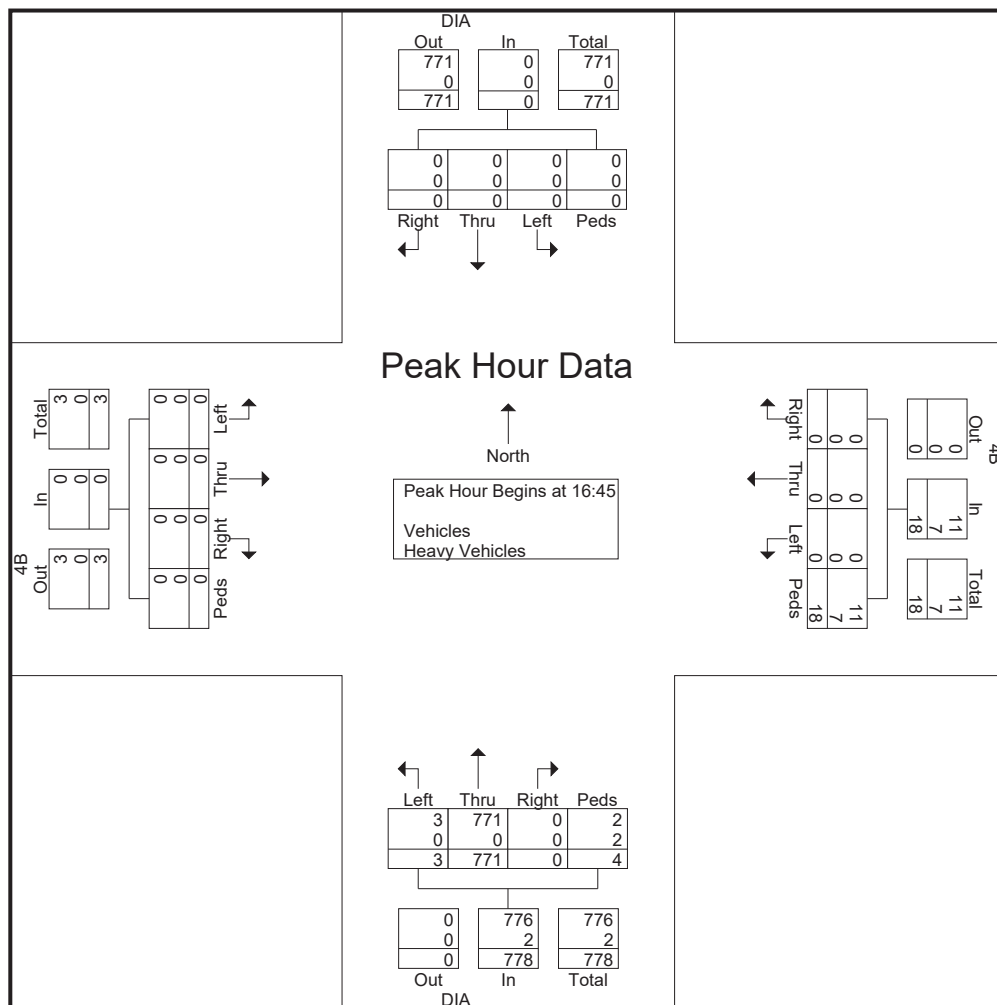 DIA
Out In Total
771 0 771
0 0 0
771 0 771
0 0 0 0
0 0 0 0
0 0 0 0
Right Thru Left Peds
Peak Hour Data
4B
Out In Total
3 0 3
0 0 0
3 0 3
0 0 0 0
0 0 0 0
0 0 0 0
Peds Right Thru Left
North
Peak Hour Begins at 16:45
Vehicles
Heavy Vehicles
4B
Out In Total
0 11 11
0 7 7
0 18 18
0 0 0 11
0 0 0 7
0 0 0 18
Right Thru Left Peds
Left Thru Right Peds
3 771 0 2
0 0 0 2
3 771 0 4
0 776 776
0 2 2
0 778 778
Out In Total
DIA